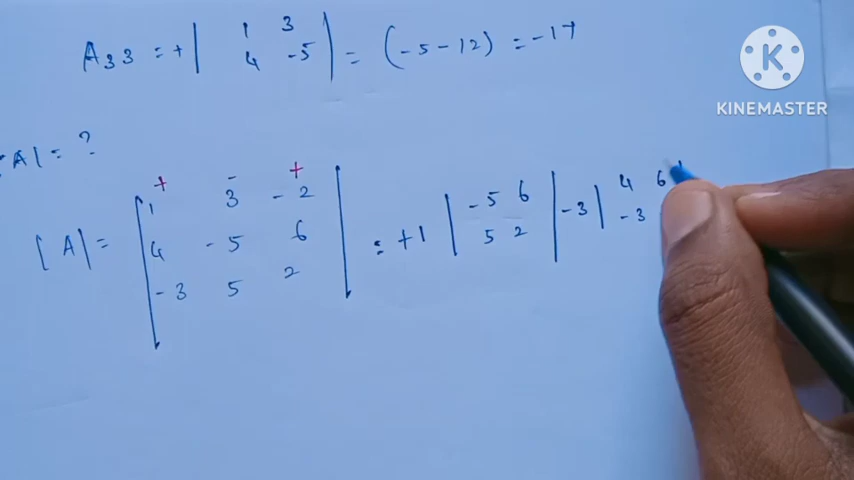 A33 = + | 1 3 | = (-5-12) = -17
| 4 -5 |
KINEMASTER
|A| = ?
+ - +
|A| = | 1 3 -2 | = +1 | -5 6 | -3 | 4 6
| 4 -5 6 | | 5 2 | | -3
| -3 5 2 |